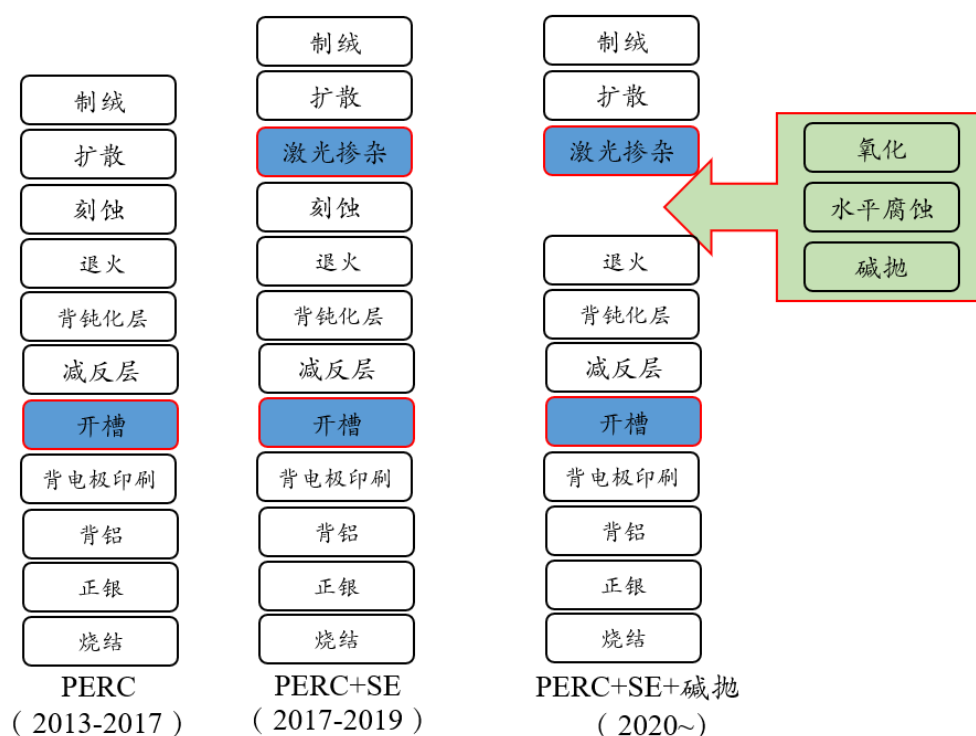 制绒
扩散
刻蚀
退火
背钝化层
减反层
开槽
背电极印刷
背铝
正银
烧结
PERC
（2013-2017）
制绒
扩散
激光掺杂
刻蚀
退火
背钝化层
减反层
开槽
背电极印刷
背铝
正银
烧结
PERC+SE
（2017-2019）
制绒
扩散
激光掺杂
退火
背钝化层
减反层
开槽
背电极印刷
背铝
正银
烧结
PERC+SE+碱抛
（2020~）
氧化
水平腐蚀
碱抛